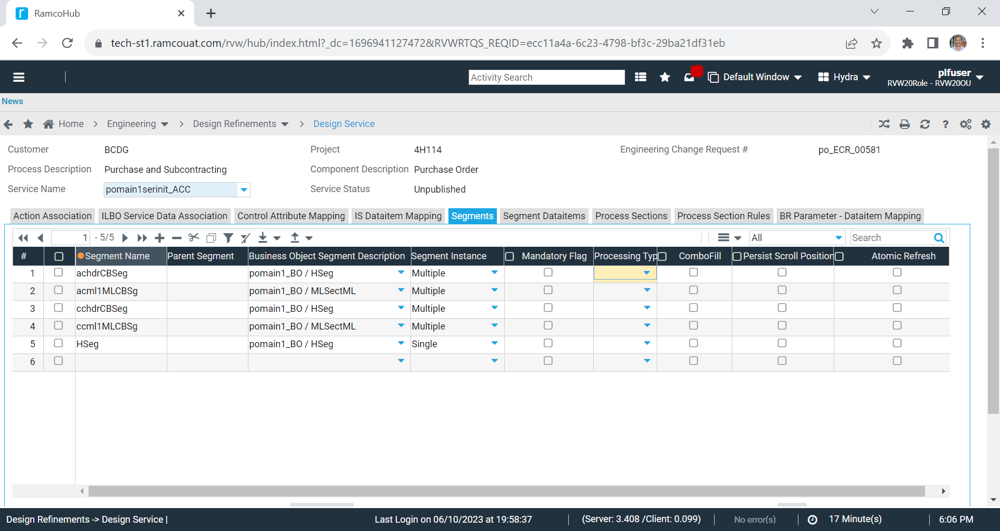 RamcoHub
tech-st1.ramcouat.com/rvw/hub/index.html?_dc=1696941127472&RVWRTQS_REQID=ecc11a4a-6c23-4798-bf3c-29ba21df31eb
Activity Search Default Window Hydra plfuser
RVW20Role - RVW20OU
News
Home > Engineering > Design Refinements > Design Service
Customer BCDG Project 4H114 Engineering Change Request # po_ECR_00581
Process Description Purchase and Subcontracting Component Description Purchase Order
Service Name pomain1serinit_ACC Service Status Unpublished
Action Association ILBO Service Data Association Control Attribute Mapping IS Dataitem Mapping Segments Segment Dataitems Process Sections Process Section Rules BR Parameter - Dataitem Mapping
1 - 5/5 All Search
# Segment Name Parent Segment Business Object Segment Description Segment Instance Mandatory Flag Processing Typ ComboFill Persist Scroll Position Atomic Refresh
1 achdrCBSeg pomain1_BO / HSeg Multiple
2 acml1MLCBSg pomain1_BO / MLSectML Multiple
3 cchdrCBSeg pomain1_BO / HSeg Multiple
4 ccml1MLCBSg pomain1_BO / MLSectML Multiple
5 HSeg pomain1_BO / HSeg Single
6
Design Refinements -> Design Service | Last Login on 06/10/2023 at 19:58:37 (Server: 3.408 /Client: 0.099) No error(s) 17 Minute(s) 6:06 PM